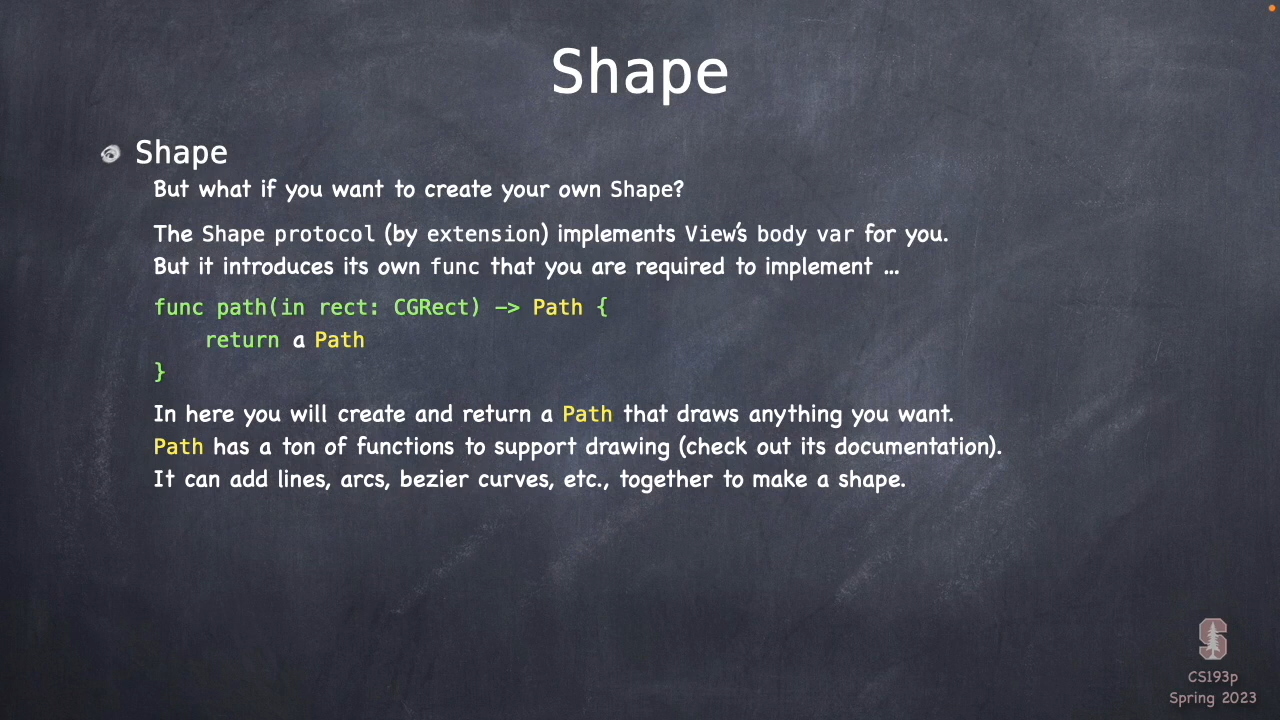 Shape
Shape
But what if you want to create your own Shape?
The Shape protocol (by extension) implements View's body var for you.
But it introduces its own func that you are required to implement …
func path(in rect: CGRect) -> Path {
    return a Path
}
In here you will create and return a Path that draws anything you want.
Path has a ton of functions to support drawing (check out its documentation).
It can add lines, arcs, bezier curves, etc., together to make a shape.
S
CS193p
Spring 2023